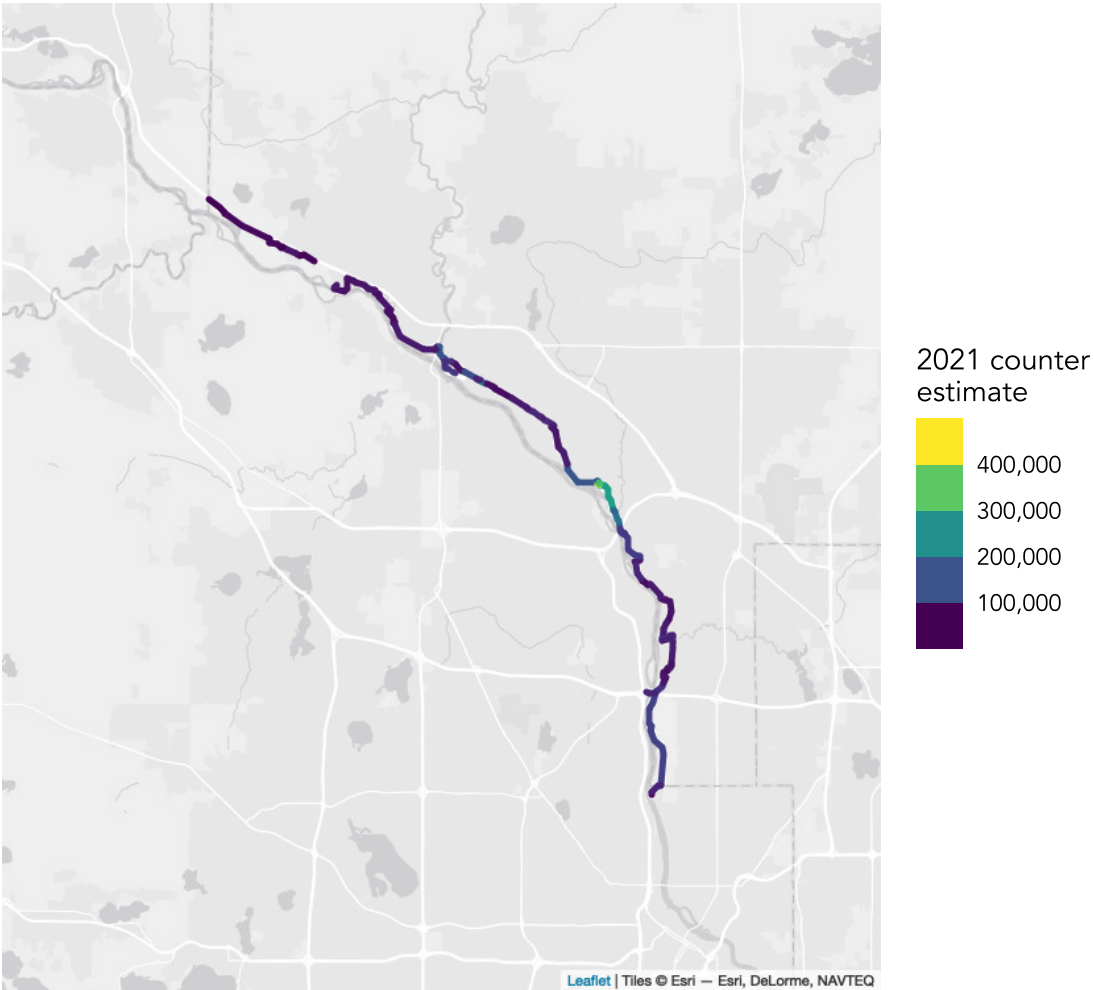 2021 counter
estimate
400,000
300,000
200,000
100,000
Leaflet | Tiles © Esri — Esri, DeLorme, NAVTEQ